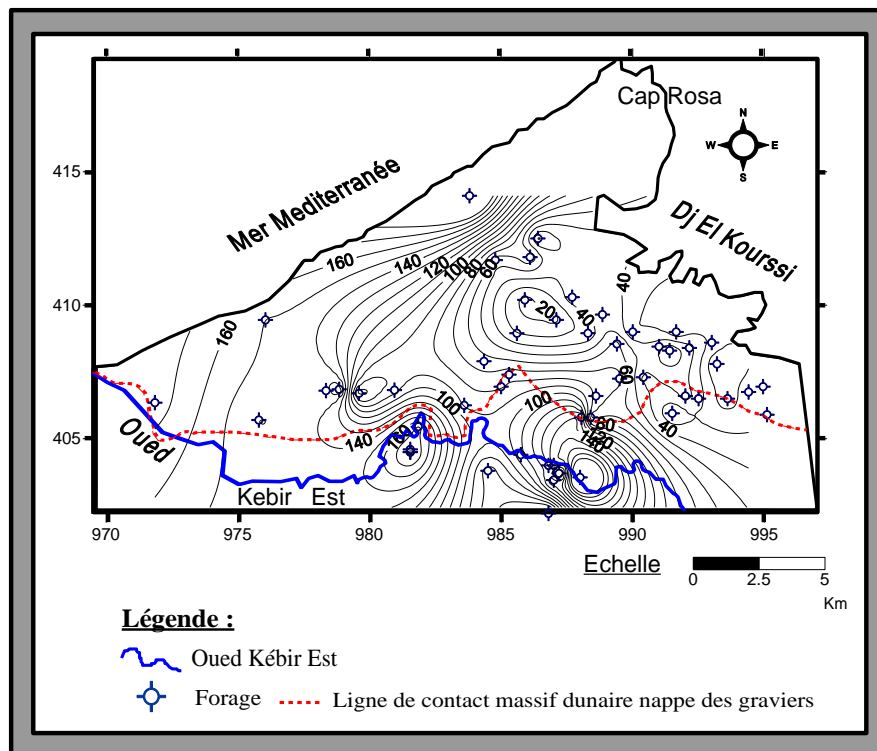 Cap Rosa
N
W E
S
415
Mer Mediterranée
Dj El Kourssi
160
140
120
100
80
60
40
40
410
20
40
160
60
100
100
40
405
140
160
80
Oued
Kebir Est
970 975 980 985 990 995
Echelle
0 2.5 5
Km
Légende :
Oued Kébir Est
Forage
Ligne de contact massif dunaire nappe des graviers